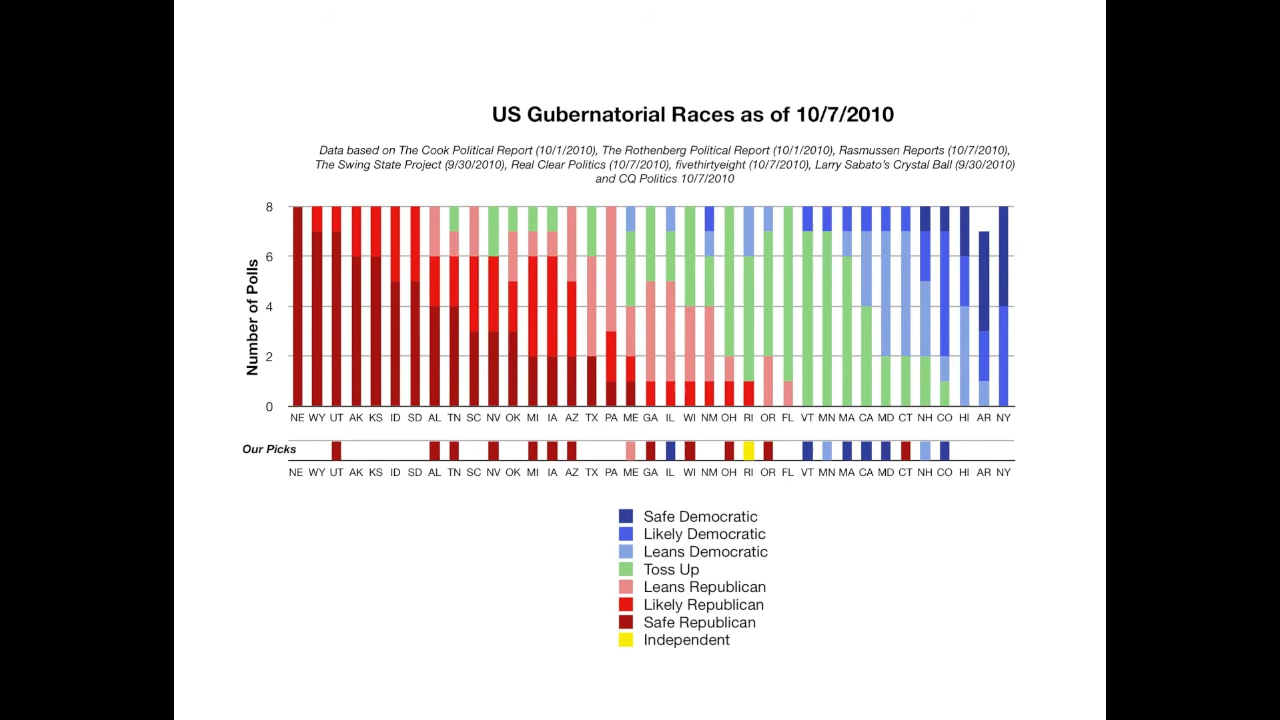 US Gubernatorial Races as of 10/7/2010
Data based on The Cook Political Report (10/1/2010), The Rothenberg Political Report (10/1/2010), Rasmussen Reports (10/7/2010),
The Swing State Project (9/30/2010), Real Clear Politics (10/7/2010), fivethirtyeight (10/7/2010), Larry Sabato's Crystal Ball (9/30/2010)
and CQ Politics 10/7/2010
Number of Polls
8
6
4
2
0
NE WY UT AK KS ID SD AL TN SC NV OK MI IA AZ TX PA ME GA IL WI NM OH RI OR FL VT MN MA CA MD CT NH CO HI AR NY
Our Picks
NE WY UT AK KS ID SD AL TN SC NV OK MI IA AZ TX PA ME GA IL WI NM OH RI OR FL VT MN MA CA MD CT NH CO HI AR NY
Safe Democratic
Likely Democratic
Leans Democratic
Toss Up
Leans Republican
Likely Republican
Safe Republican
Independent